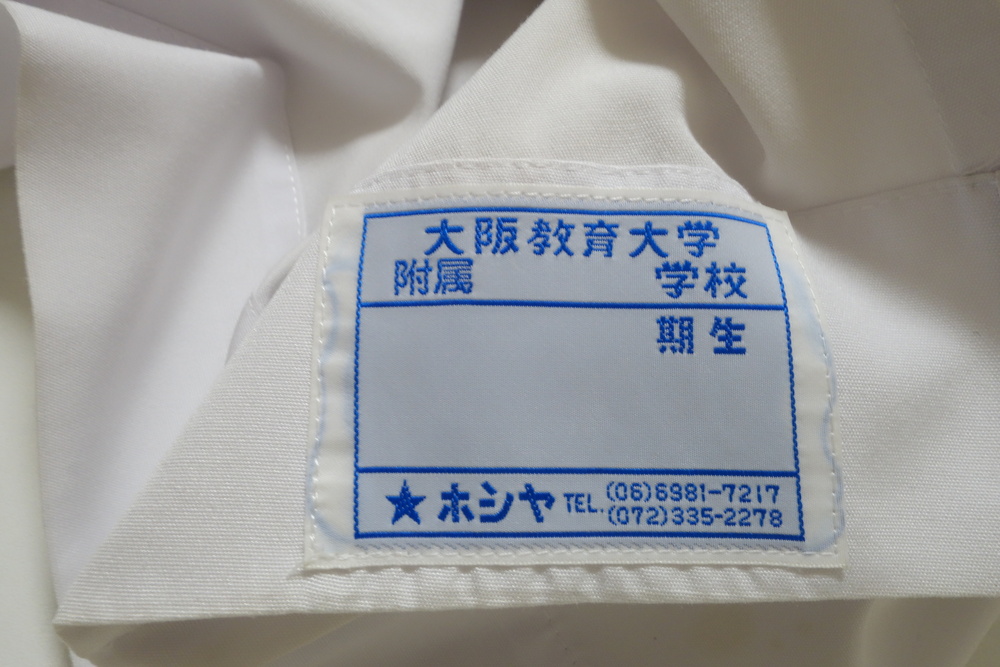 大阪教育大学
附属 学校
期生
★ホシヤ TEL. (06)6981-7217
(072)335-2278